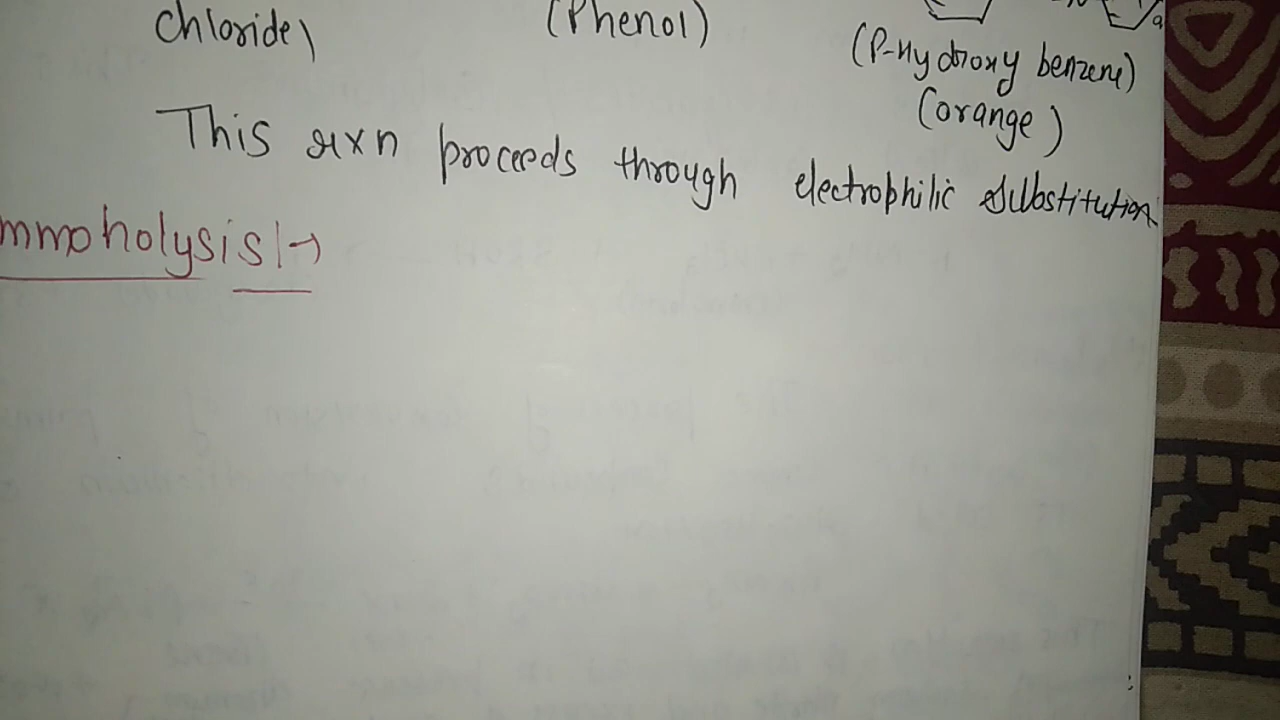 chloride)
(Phenol)
(P-Hydroxy benzene)
(orange)
This rxn proceeds through electrophilic substitution
mmoholysis:→